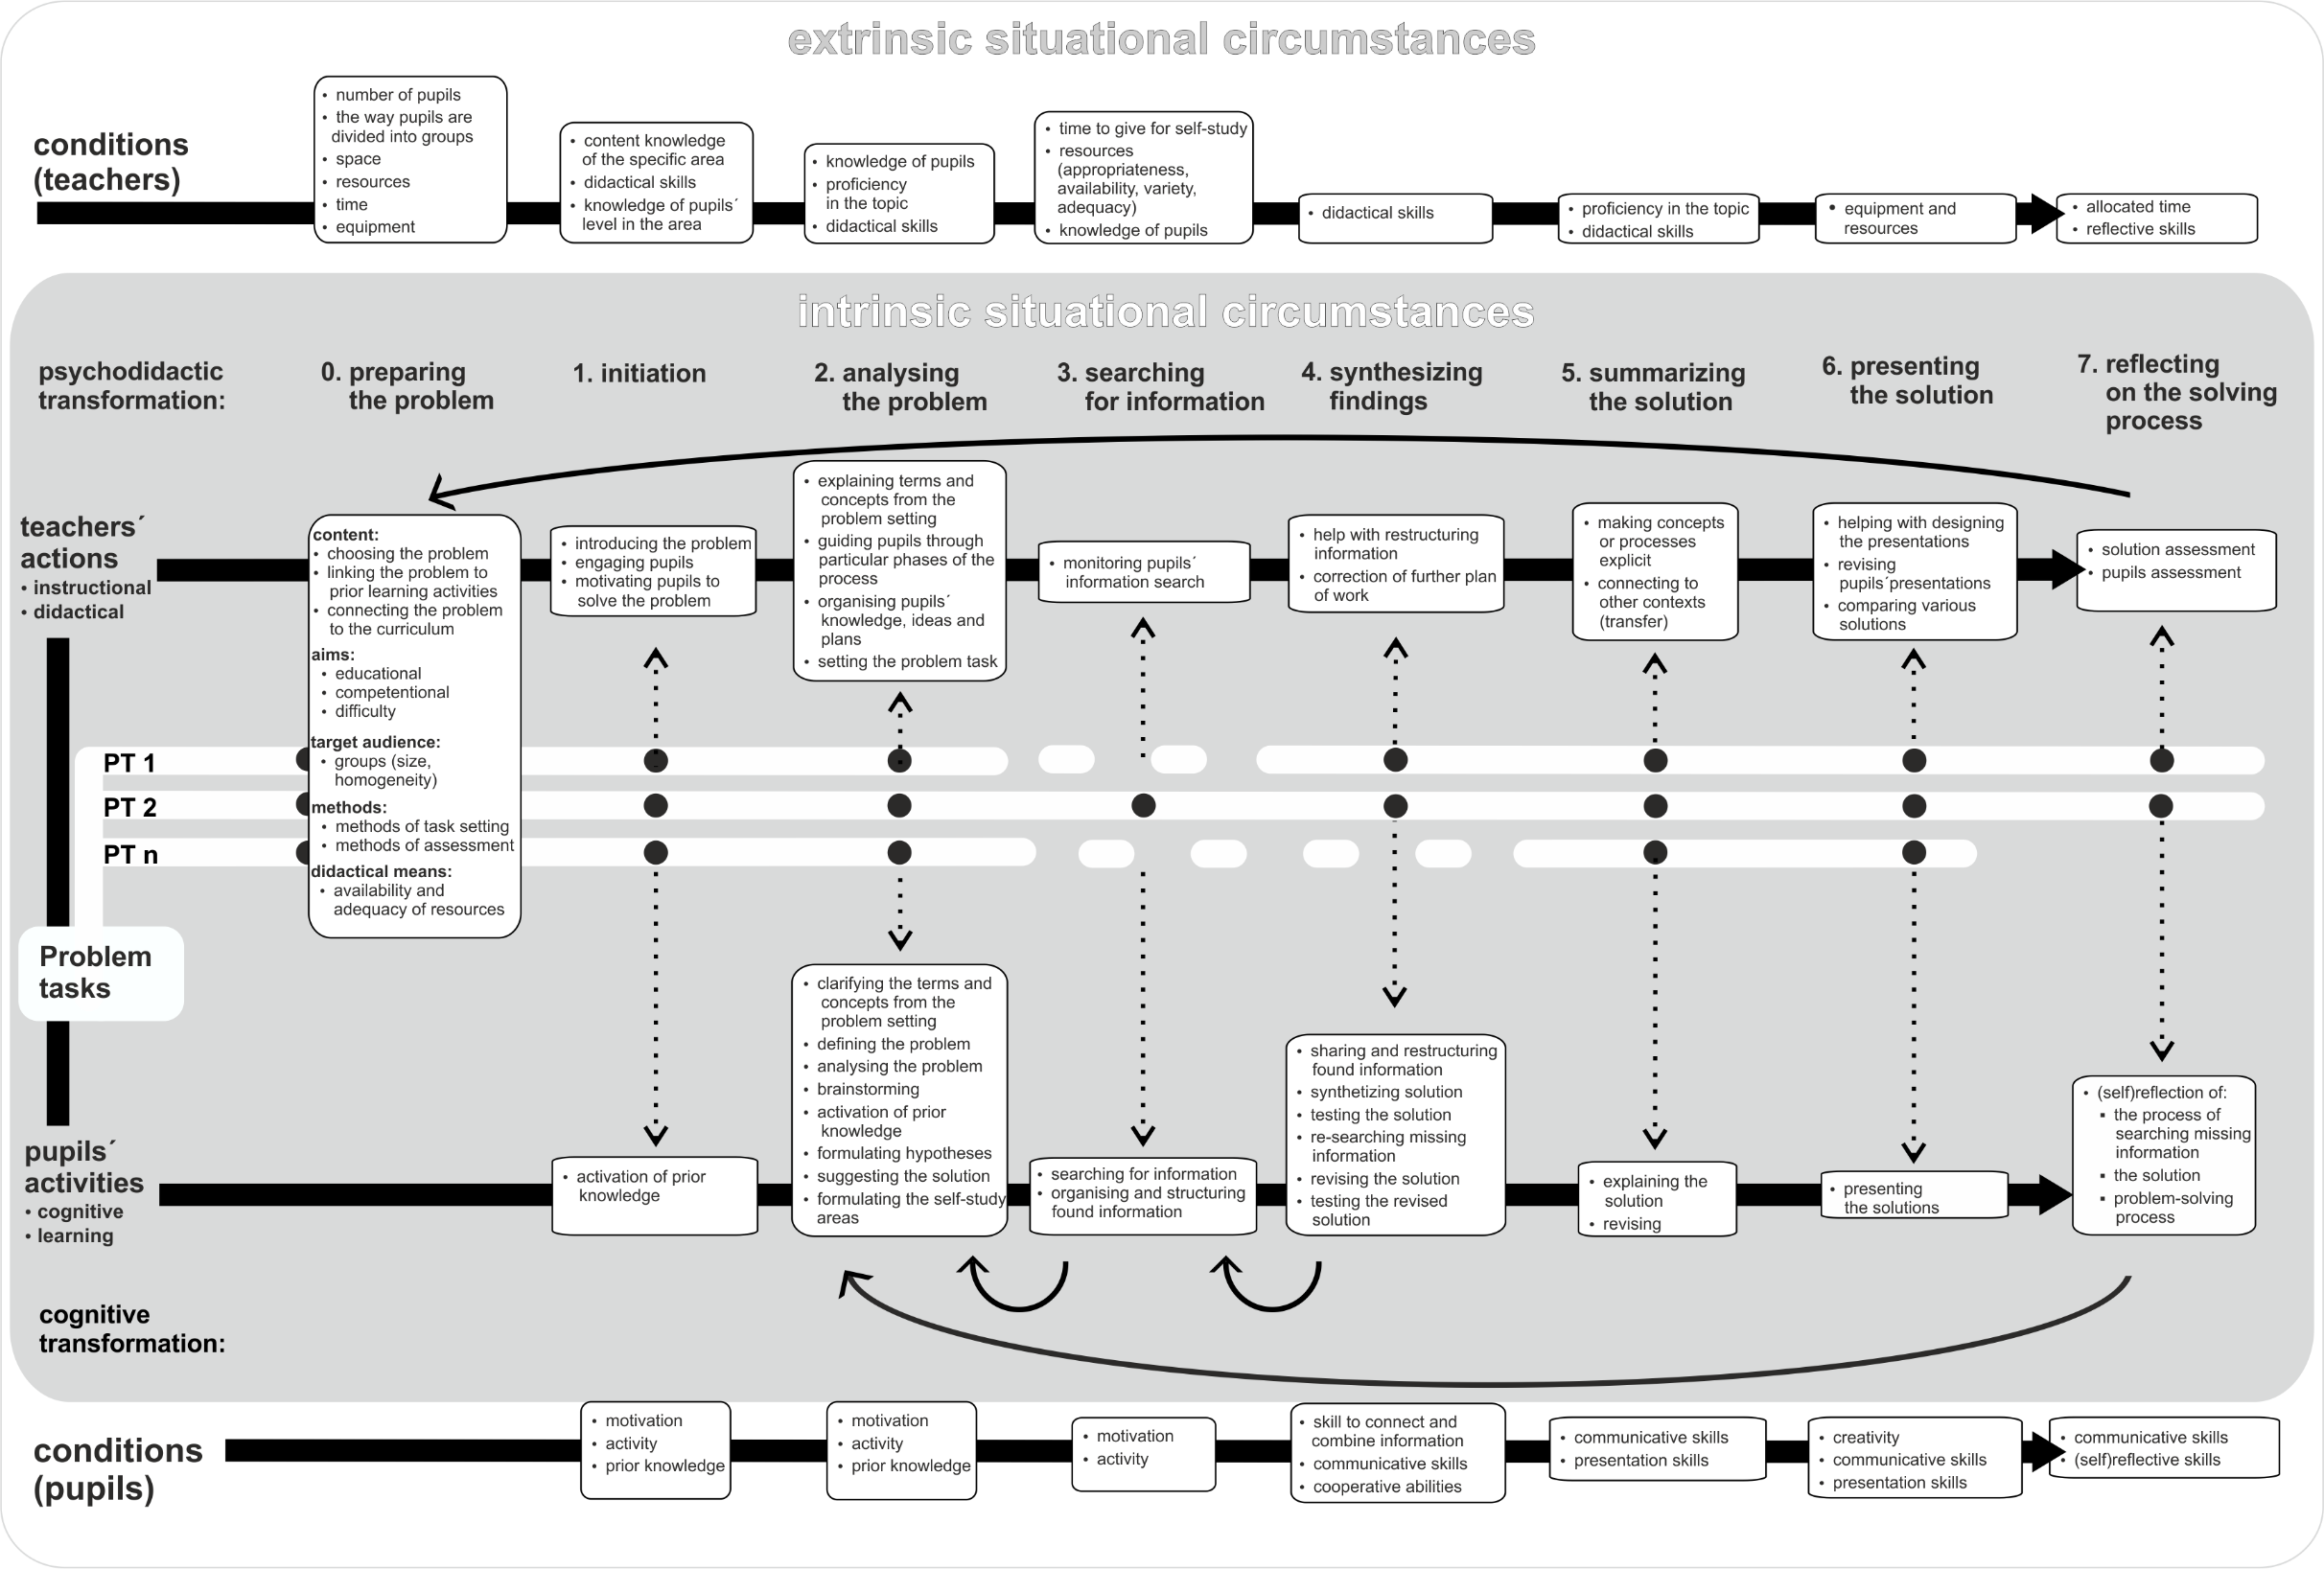 extrinsic situational circumstances
conditions
(teachers)
• number of pupils
• the way pupils are
divided into groups
• space
• resources
• time
• equipment
• content knowledge
of the specific area
• didactical skills
• knowledge of pupils´
level in the area
• knowledge of pupils
• proficiency
in the topic
• didactical skills
• time to give for self-study
• resources
(appropriateness,
availability, variety,
adequacy)
• knowledge of pupils
• didactical skills
• proficiency in the topic
• didactical skills
• equipment and
resources
• allocated time
• reflective skills
intrinsic situational circumstances
psychodidactic
transformation:
0. preparing
the problem
1. initiation
2. analysing
the problem
3. searching
for information
4. synthesizing
findings
5. summarizing
the solution
6. presenting
the solution
7. reflecting
on the solving
process
teachers´
actions
• instructional
• didactical
content:
• choosing the problem
• linking the problem to
prior learning activities
• connecting the problem
to the curriculum
aims:
• educational
• competentional
• difficulty
target audience:
• groups (size,
homogeneity)
methods:
• methods of task setting
• methods of assessment
didactical means:
• availability and
adequacy of resources
• introducing the problem
• engaging pupils
• motivating pupils to
solve the problem
• explaining terms and
concepts from the
problem setting
• guiding pupils through
particular phases of the
process
• organising pupils´
knowledge, ideas and
plans
• setting the problem task
• monitoring pupils´
information search
• help with restructuring
information
• correction of further plan
of work
• making concepts
or processes
explicit
• connecting to
other contexts
(transfer)
• helping with designing
the presentations
• revising
pupils´presentations
• comparing various
solutions
• solution assessment
• pupils assessment
PT 1
PT 2
PT n
Problem
tasks
pupils´
activities
• cognitive
• learning
• activation of prior
knowledge
• clarifying the terms and
concepts from the
problem setting
• defining the problem
• analysing the problem
• brainstorming
• activation of prior
knowledge
• formulating hypotheses
• suggesting the solution
• formulating the self-study
areas
• searching for information
• organising and structuring
found information
• sharing and restructuring
found information
• synthetizing solution
• testing the solution
• re-searching missing
information
• revising the solution
• testing the revised
solution
• explaining the
solution
• revising
• presenting
the solutions
• (self)reflection of:
▪ the process of
searching missing
information
▪ the solution
▪ problem-solving
process
cognitive
transformation:
conditions
(pupils)
• motivation
• activity
• prior knowledge
• motivation
• activity
• prior knowledge
• motivation
• activity
• skill to connect and
combine information
• communicative skills
• cooperative abilities
• communicative skills
• presentation skills
• creativity
• communicative skills
• presentation skills
• communicative skills
• (self)reflective skills